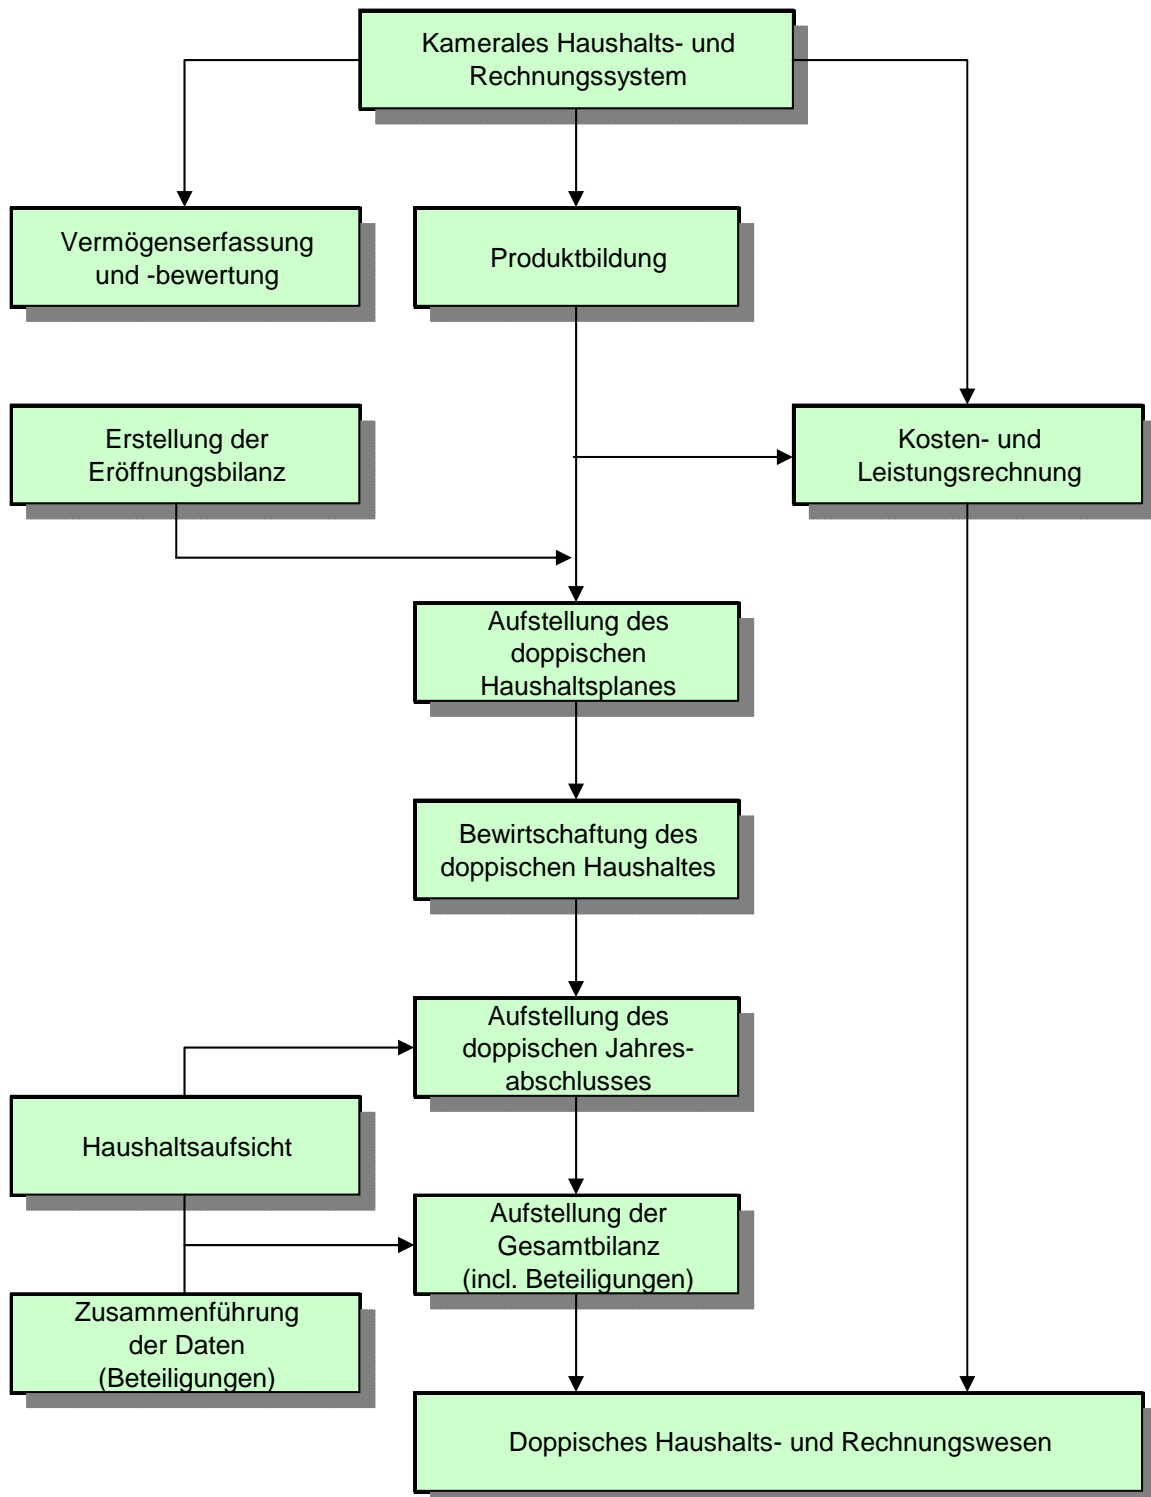 Kamerales Haushalts- und
Rechnungssystem
Vermögenserfassung
und -bewertung
Produktbildung
Erstellung der
Eröffnungsbilanz
Kosten- und
Leistungsrechnung
Aufstellung des
doppischen
Haushaltsplanes
Bewirtschaftung des
doppischen Haushaltes
Aufstellung des
doppischen Jahres-
abschlusses
Haushaltsaufsicht
Aufstellung der
Gesamtbilanz
(incl. Beteiligungen)
Zusammenführung
der Daten
(Beteiligungen)
Doppisches Haushalts- und Rechnungswesen